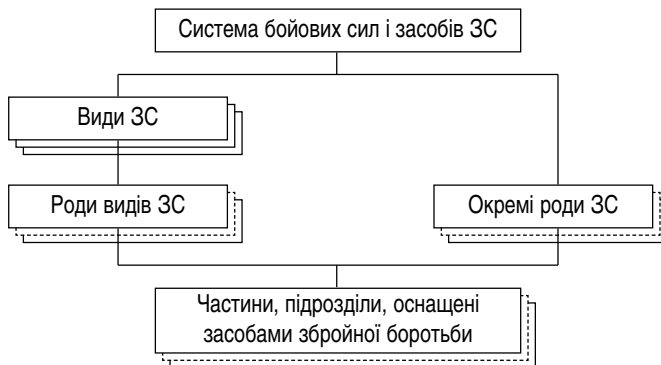 Система бойових сил і засобів ЗС
Види ЗС
Роди видів ЗС
Окремі роди ЗС
Частини, підрозділи, оснащені
засобами збройної боротьби